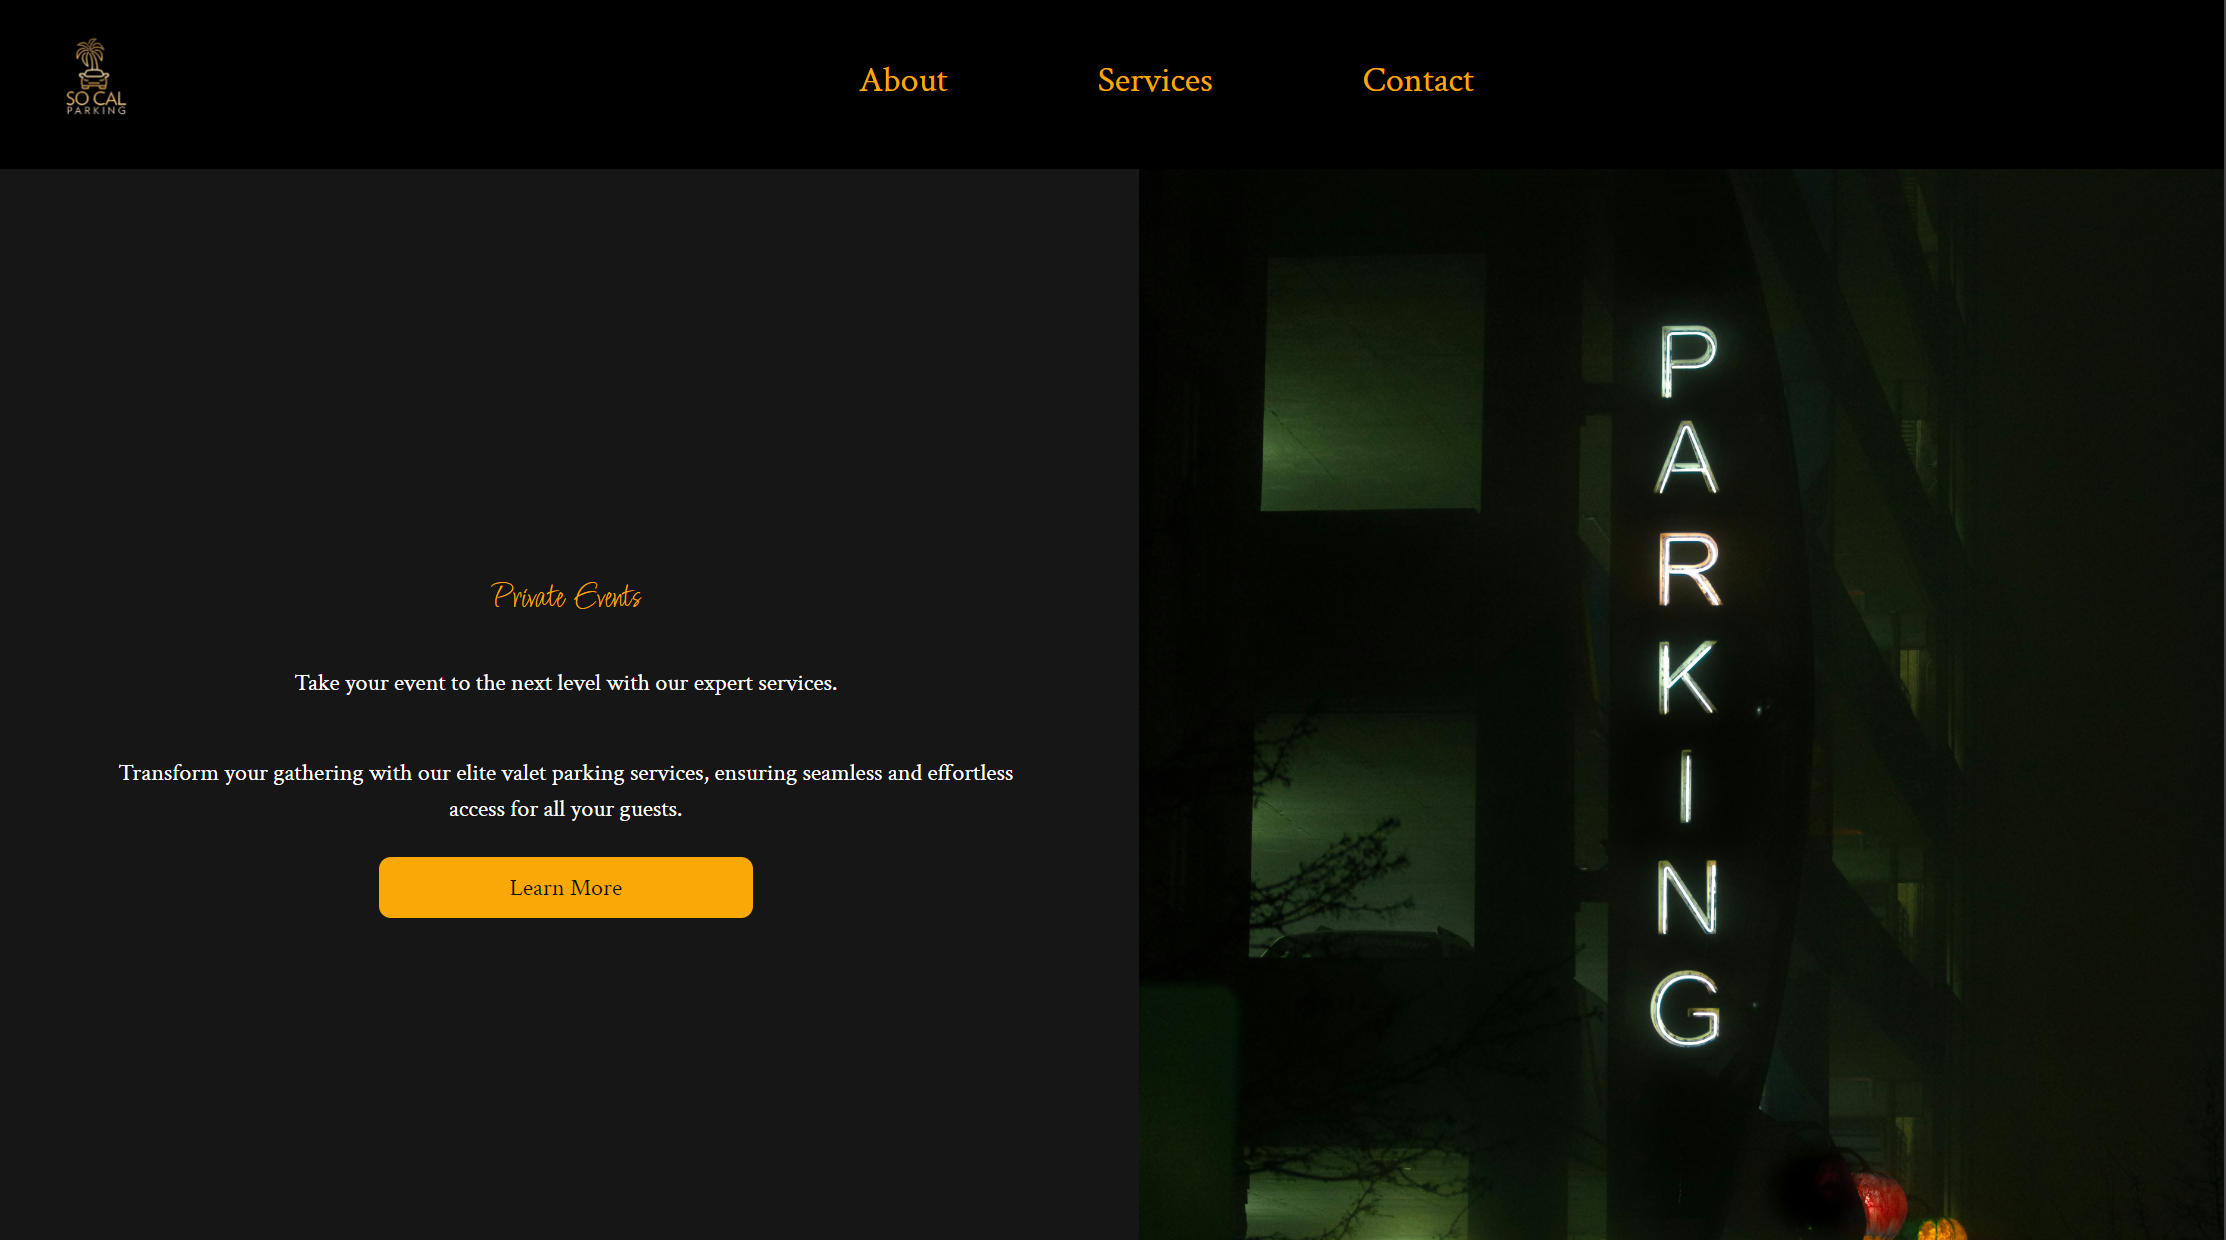 SO CAL
PARKING
About
Services
Contact
Private Events
Take your event to the next level with our expert services.
Transform your gathering with our elite valet parking services, ensuring seamless and effortless
access for all your guests.
Learn More
PARKING